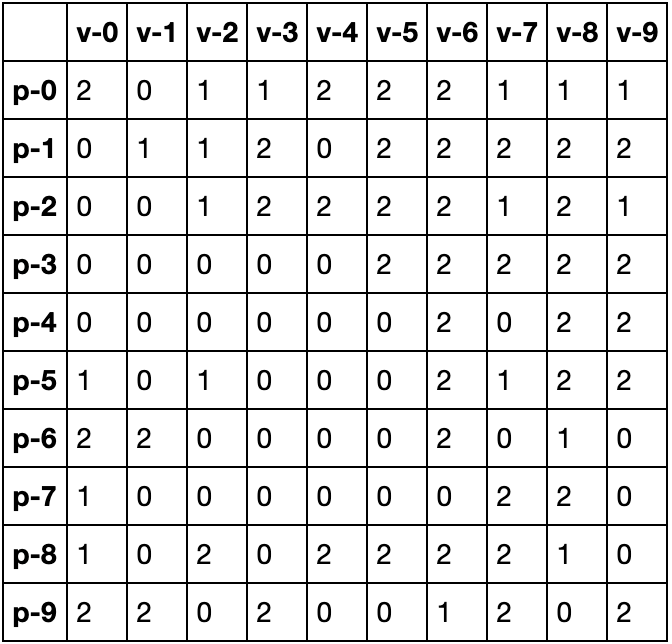 v-0 v-1 v-2 v-3 v-4 v-5 v-6 v-7 v-8 v-9
p-0 2 0 1 1 2 2 2 1 1 1
p-1 0 1 1 2 0 2 2 2 2 2
p-2 0 0 1 2 2 2 2 1 2 1
p-3 0 0 0 0 0 2 2 2 2 2
p-4 0 0 0 0 0 0 2 0 2 2
p-5 1 0 1 0 0 0 2 1 2 2
p-6 2 2 0 0 0 0 2 0 1 0
p-7 1 0 0 0 0 0 0 2 2 0
p-8 1 0 2 0 2 2 2 2 1 0
p-9 2 2 0 2 0 0 1 2 0 2